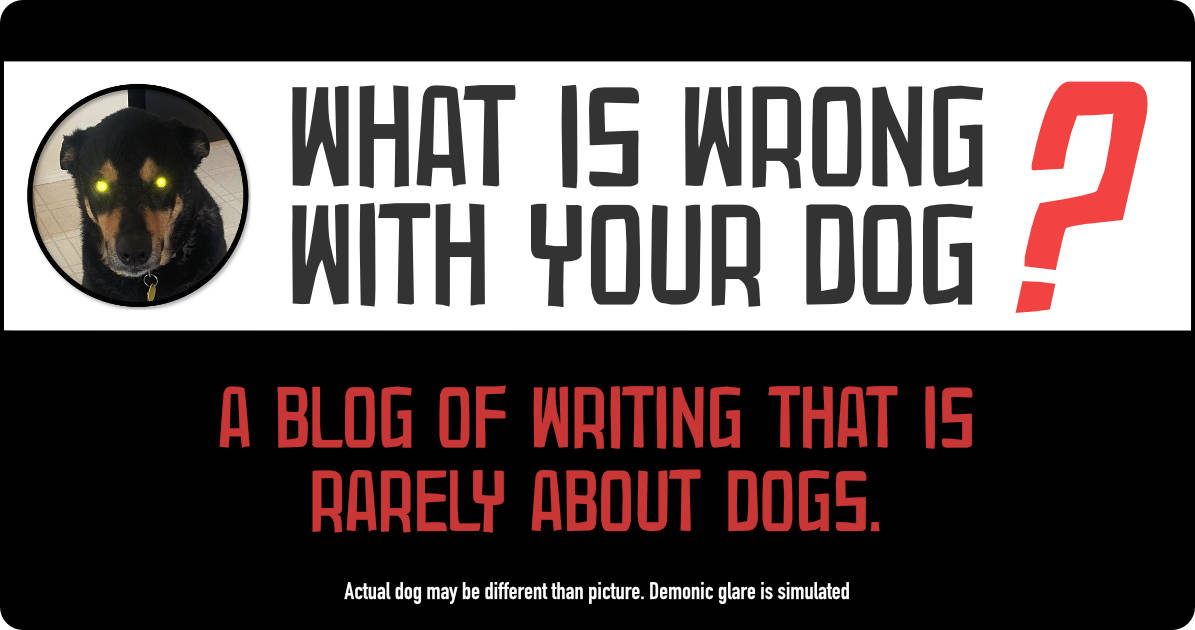 WHAT IS WRONG
WITH YOUR DOG?
A BLOG OF WRITING THAT IS
RARELY ABOUT DOGS.
Actual dog may be different than picture. Demonic glare is simulated